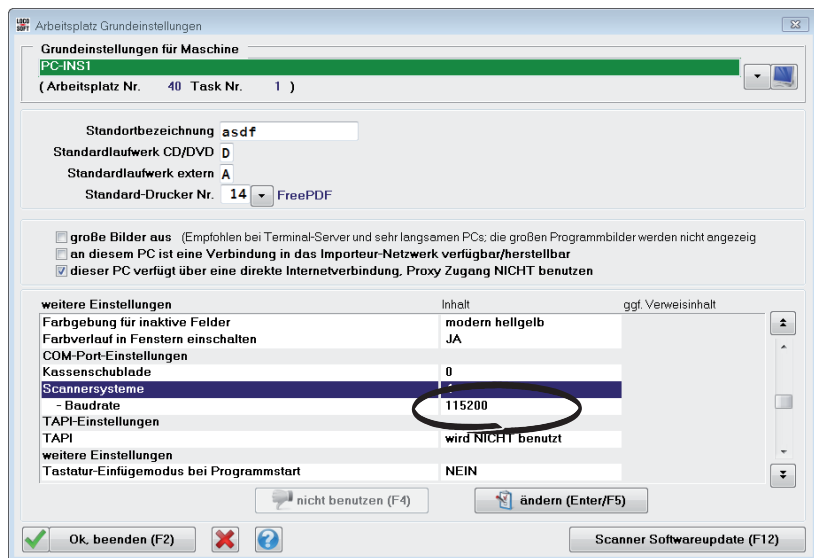 LOCO
SOFT
Arbeitsplatz Grundeinstellungen
Grundeinstellungen für Maschine
PC-INS1
( Arbeitsplatz Nr. 40 Task Nr. 1 )
Standortbezeichnung asdf
Standardlaufwerk CD/DVD D
Standardlaufwerk extern A
Standard-Drucker Nr. 14 FreePDF
große Bilder aus (Empfohlen bei Terminal-Server und sehr langsamen PCs; die großen Programmbilder werden nicht angezeig
an diesem PC ist eine Verbindung in das Importeur-Netzwerk verfügbar/herstellbar
dieser PC verfügt über eine direkte Internetverbindung, Proxy Zugang NICHT benutzen
weitere Einstellungen Inhalt ggf. Verweisinhalt
Farbgebung für inaktive Felder modern hellgelb
Farbverlauf in Fenstern einschalten JA
COM-Port-Einstellungen
Kassenschublade 0
Scannersysteme
- Baudrate 115200
TAPI-Einstellungen
TAPI wird NICHT benutzt
weitere Einstellungen
Tastatur-Einfügemodus bei Programmstart NEIN
nicht benutzen (F4) ändern (Enter/F5)
Ok, beenden (F2) Scanner Softwareupdate (F12)